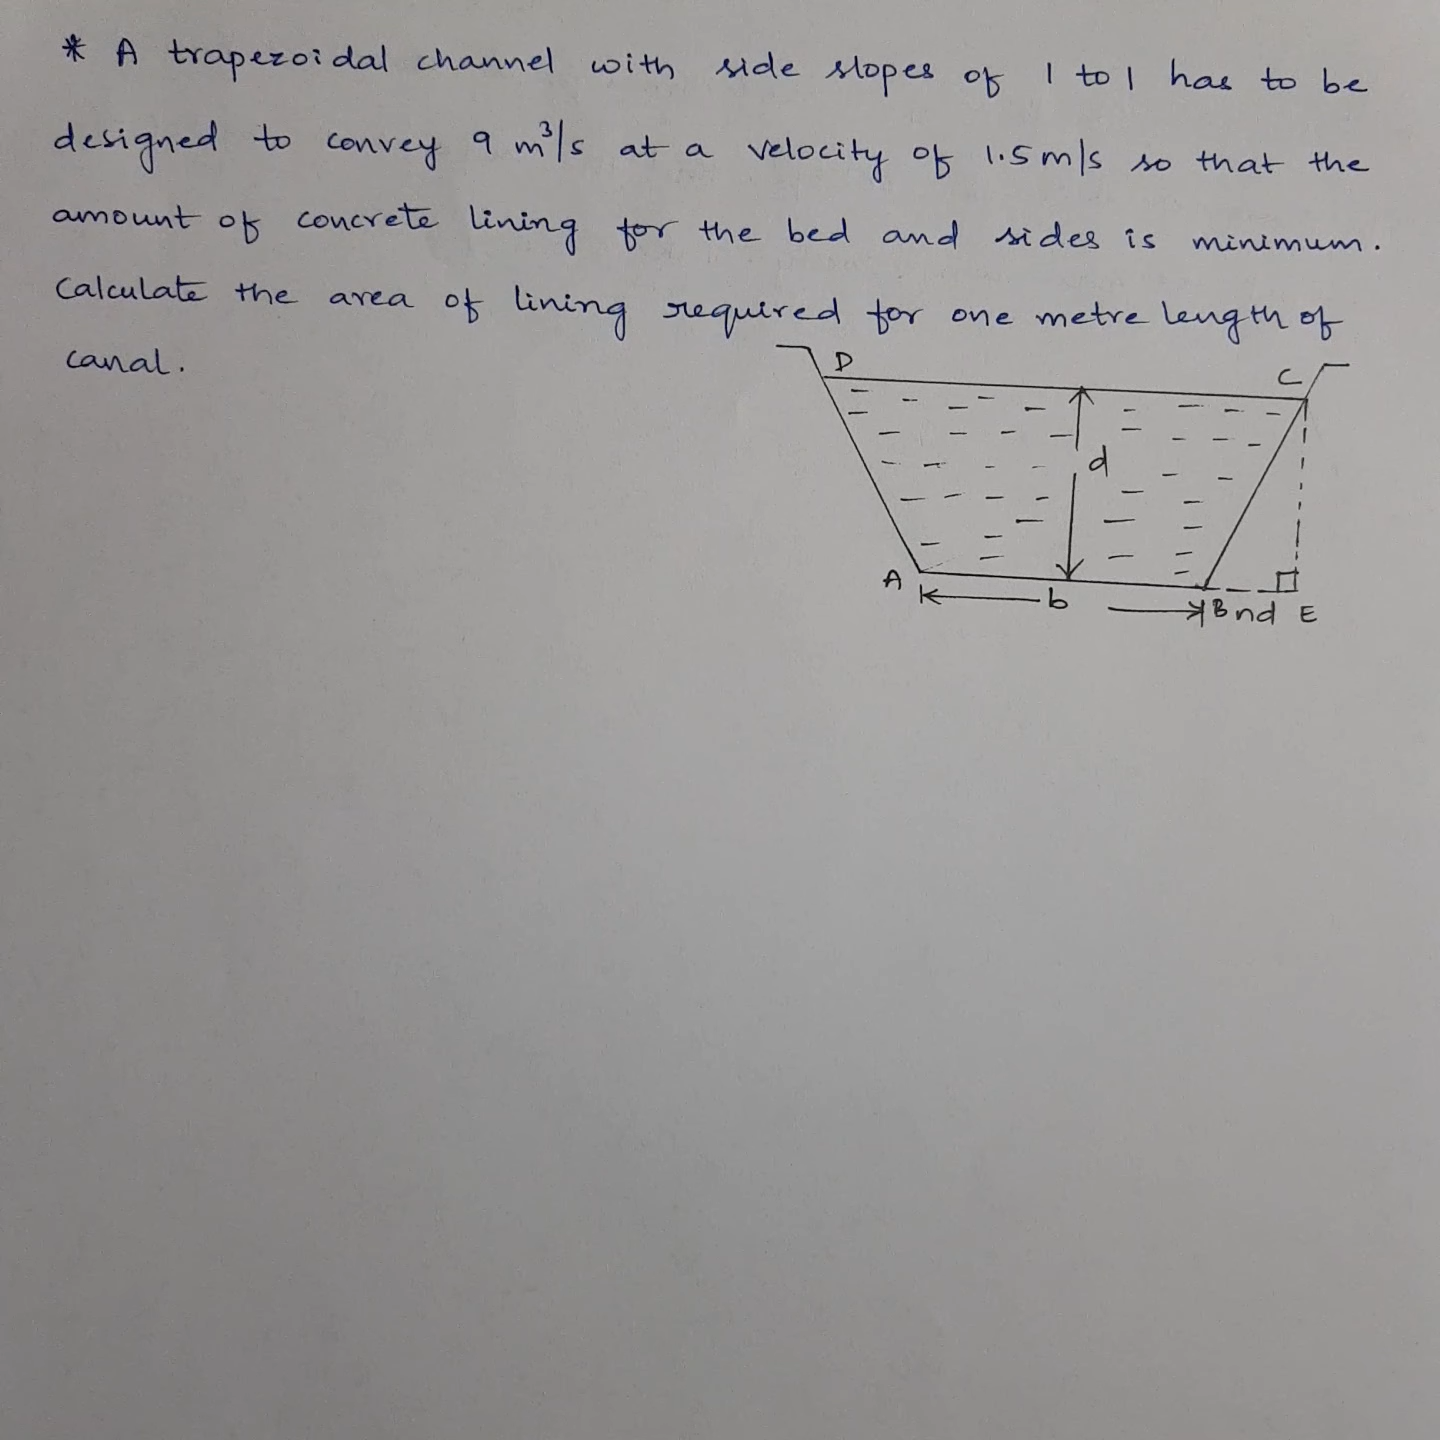 * A trapezoidal channel with side slopes of 1 to 1 has to be
designed to convey 9 m³/s at a velocity of 1.5 m/s so that the
amount of concrete lining for the bed and sides is minimum.
Calculate the area of lining required for one metre length of
canal.
D
C
d
A
b
B nd E